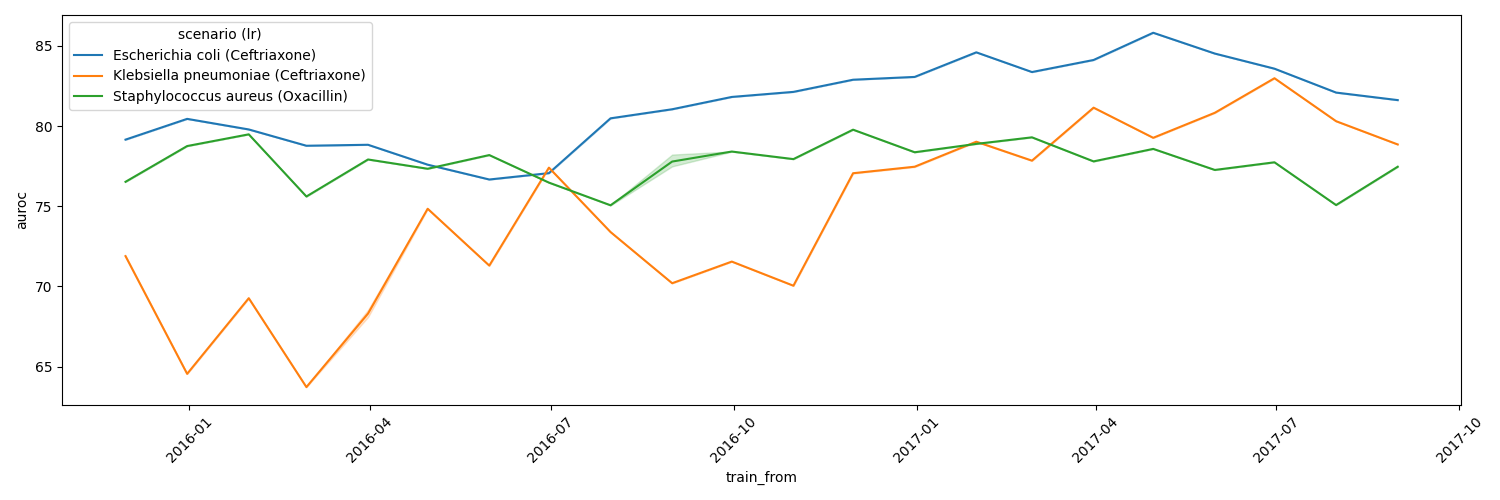 scenario (lr)
Escherichia coli (Ceftriaxone)
Klebsiella pneumoniae (Ceftriaxone)
Staphylococcus aureus (Oxacillin)
auroc
85
80
75
70
65
2016-01
2016-04
2016-07
2016-10
2017-01
2017-04
2017-07
2017-10
train_from